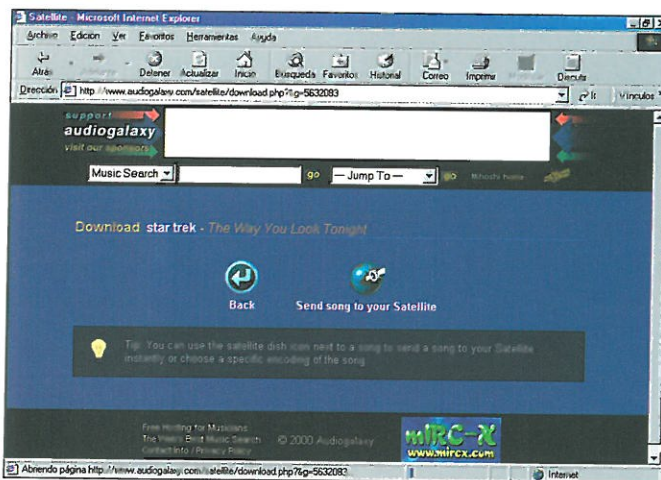 Satellite - Microsoft Internet Explorer
Archivo Edición Ver Favoritos Herramientas Ayuda
Atrás Detener Actualizar Inicio Búsqueda Favoritos Historial Correo Imprimir Discuta
Dirección http://www.audiogalaxy.com/satellite/download.php?&g=5632083 Ir Vínculos
support
audiogalaxy
visit our sponsors
Music Search go — Jump To — go home
Download star trek - The Way You Look Tonight
Back Send song to your Satellite
Tip: You can use the satellite dish icon next to a song to send a song to your Satellite
instantly or choose a specific encoding of the song.
Free Hosting for Musicians
The Web's Best Music Search © 2000 Audiogalaxy
Contact Info / Privacy Policy
mIRC-X
www.mircx.com
Abriendo página http://www.audiogalaxy.com/satellite/download.php?&g=5632083 Internet